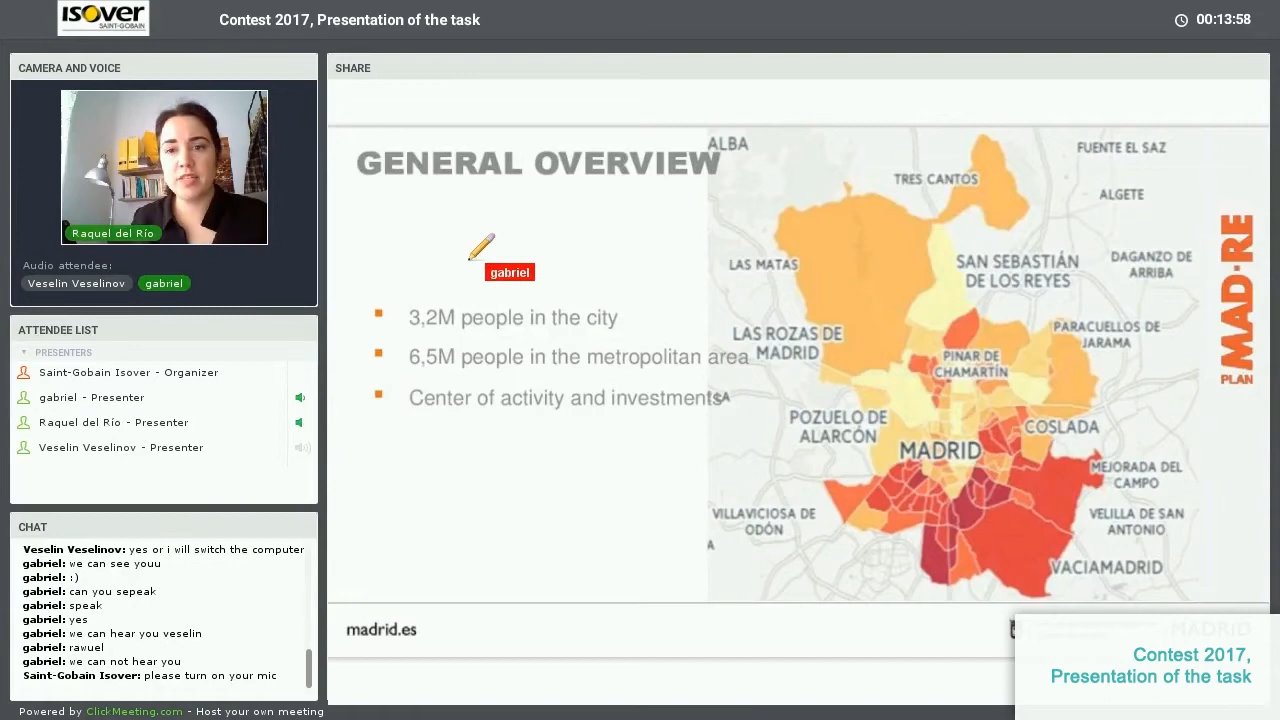 isover
SAINT-GOBAIN
Contest 2017, Presentation of the task
00:13:58
CAMERA AND VOICE
Raquel del Río
Audio attendee:
Veselin Veselinov
gabriel
ATTENDEE LIST
PRESENTERS
Saint-Gobain Isover - Organizer
gabriel - Presenter
Raquel del Río - Presenter
Veselin Veselinov - Presenter
CHAT
Veselin Veselinov: yes or i will switch the computer
gabriel: we can see youu
gabriel: :)
gabriel: can you sepeak
gabriel: speak
gabriel: yes
gabriel: we can hear you veselin
gabriel: rawuel
gabriel: we can not hear you
Saint-Gobain Isover: please turn on your mic
Powered by ClickMeeting.com - Host your own meeting
SHARE
GENERAL OVERVIEW
gabriel
3,2M people in the city
6,5M people in the metropolitan area
Center of activity and investments
ALBA
FUENTE EL SAZ
TRES CANTOS
ALGETE
LAS MATAS
SAN SEBASTIÁN
DE LOS REYES
DAGANZO DE
ARRIBA
LAS ROZAS DE
MADRID
PARACUELLOS DE
JARAMA
PINAR DE
CHAMARTÍN
POZUELO DE
ALARCÓN
COSLADA
MADRID
MEJORADA DEL
CAMPO
VILLAVICIOSA DE
ODÓN
VELILLA DE SAN
ANTONIO
VACIAMADRID
PLAN MAD-RE
madrid.es
MADRID
Contest 2017,
Presentation of the task